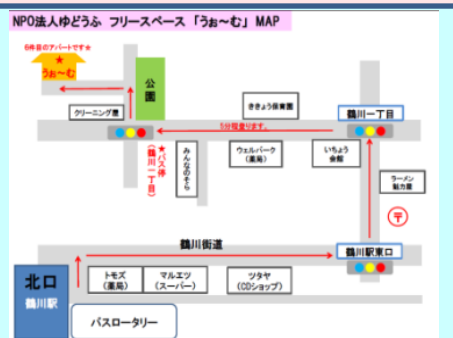 NPO法人ゆどうふ フリースペース 「うぉ～む」 MAP
6件目のアパートです★
★
うぉ～む
公園
クリーニング屋
ききょう保育園
鶴川一丁目
5分程登ります。
★バス停
(鶴川一丁目)
みんなのそら
ウェルパーク
(薬局)
いちょう
会館
ラーメン
魁力屋
〒
鶴川街道
鶴川駅東口
北口
鶴川駅
トモズ
(薬局)
マルエツ
(スーパー)
ツタヤ
(CDショップ)
バスロータリー